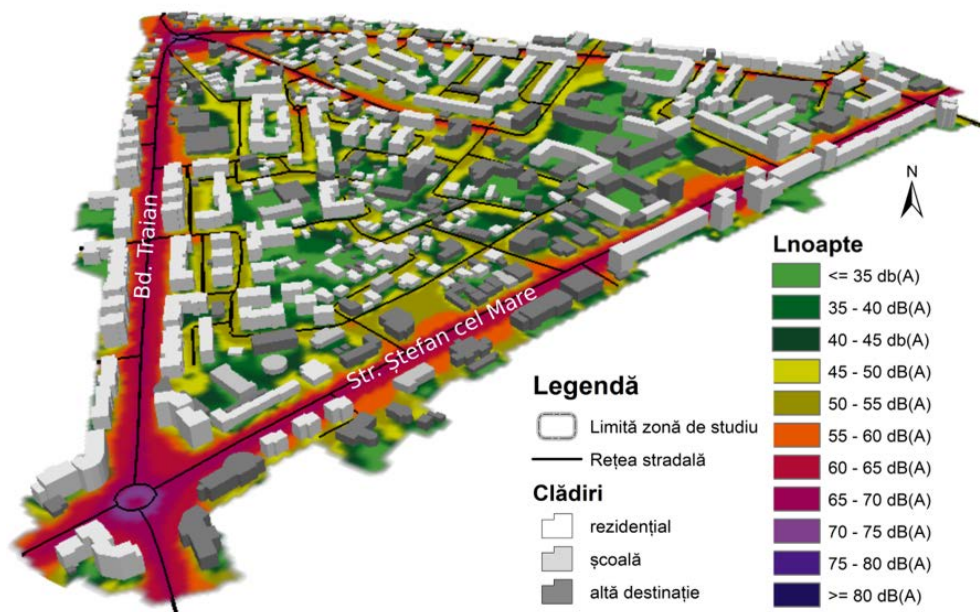 Bd. Traian
Str. Ștefan cel Mare
N
Legendă
Limită zonă de studiu
Rețea stradală
Clădiri
rezidențial
școală
altă destinație
Lnoapte
<= 35 db(A)
35 - 40 dB(A)
40 - 45 db(A)
45 - 50 dB(A)
50 - 55 dB(A)
55 - 60 dB(A)
60 - 65 dB(A)
65 - 70 dB(A)
70 - 75 dB(A)
75 - 80 dB(A)
>= 80 dB(A)